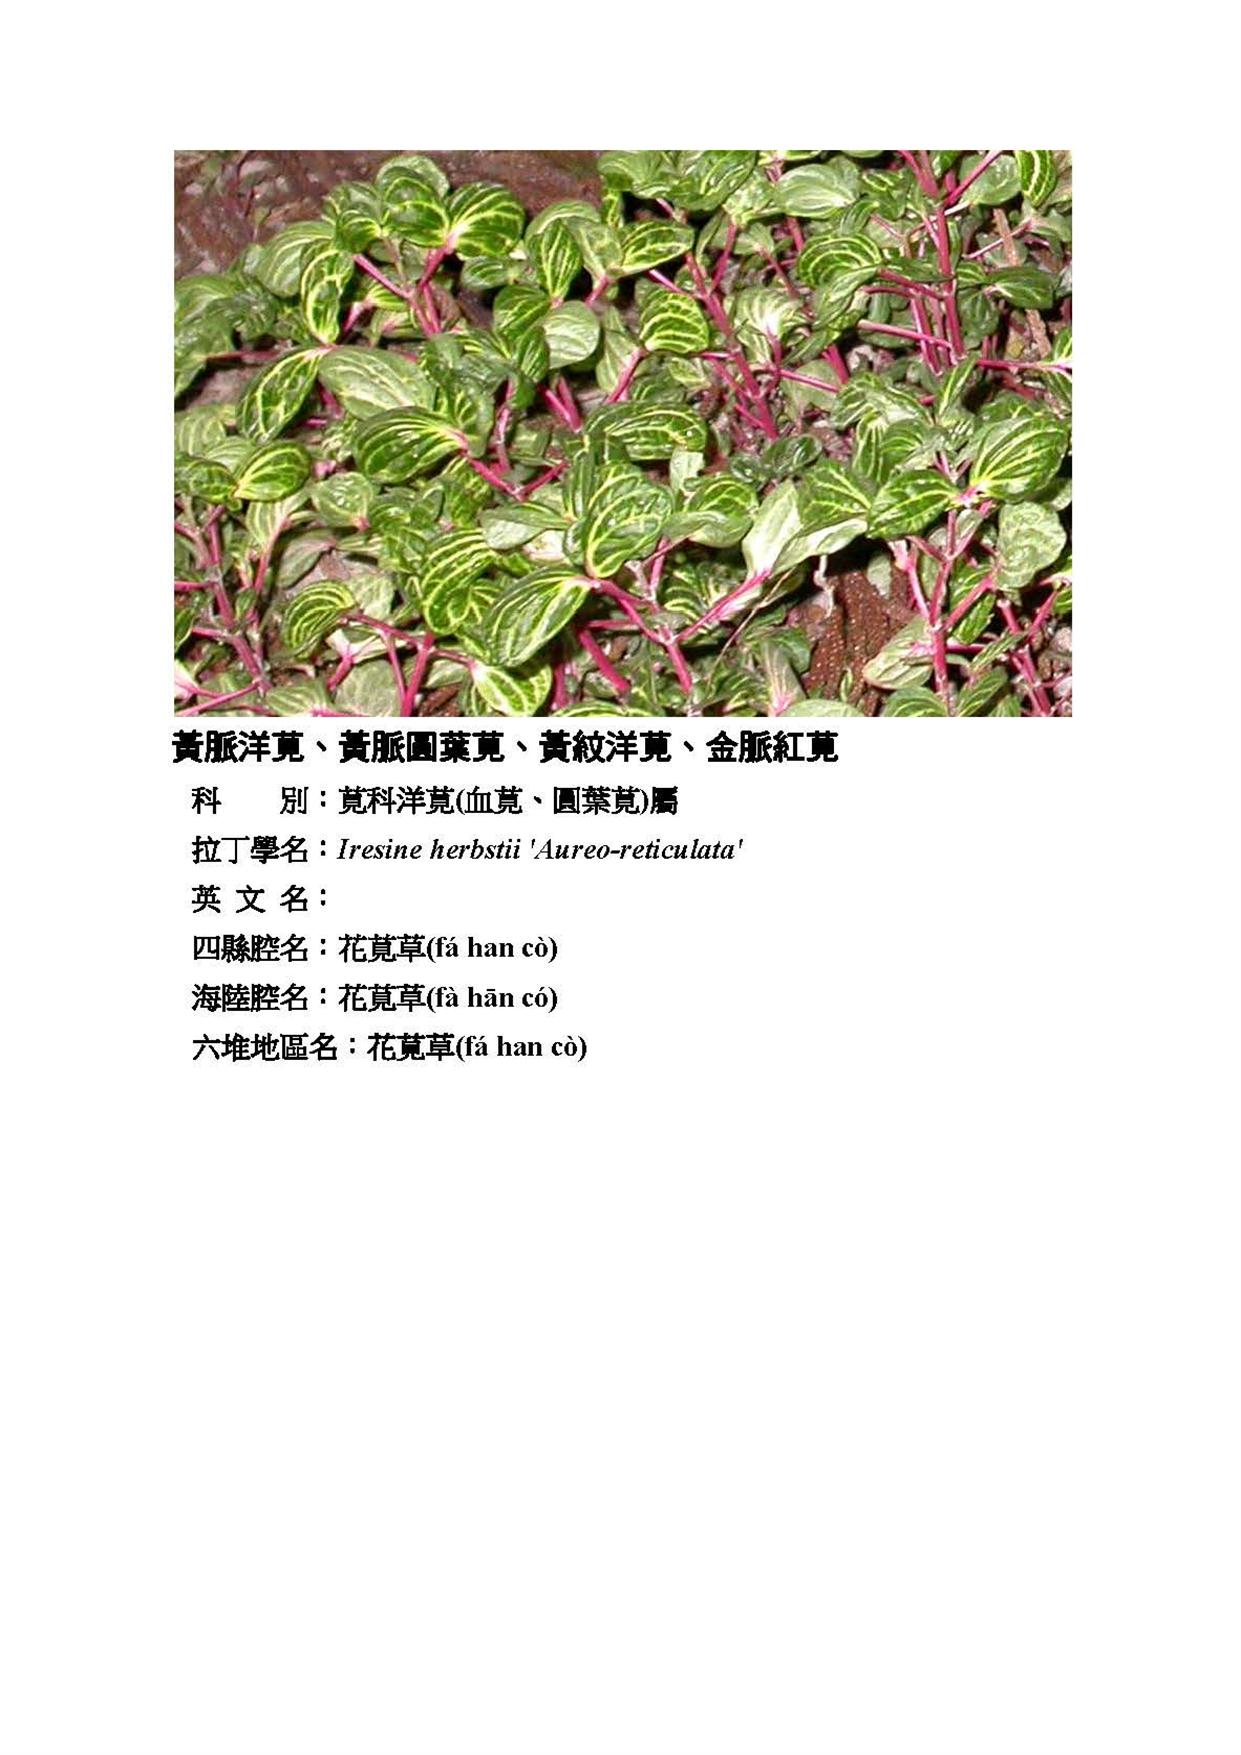 黃脈洋莧、黃脈圓葉莧、黃紋洋莧、金脈紅莧
科　　別：莧科洋莧(血莧、圓葉莧)屬
拉丁學名：Iresine herbstii 'Aureo-reticulata'
英 文 名：
四縣腔名：花莧草(fá han cò)
海陸腔名：花莧草(fà hān có)
六堆地區名：花莧草(fá han cò)